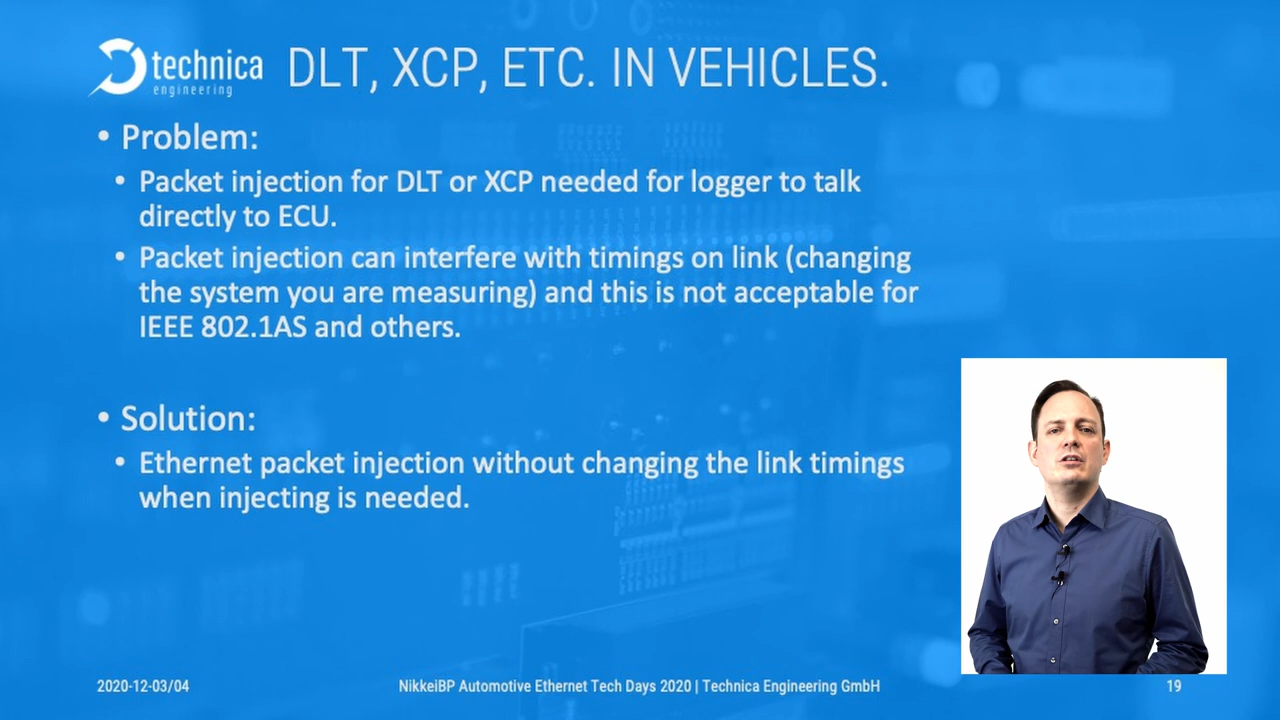 technica
engineering
DLT, XCP, ETC. IN VEHICLES.
• Problem:
• Packet injection for DLT or XCP needed for logger to talk
directly to ECU.
• Packet injection can interfere with timings on link (changing
the system you are measuring) and this is not acceptable for
IEEE 802.1AS and others.
• Solution:
• Ethernet packet injection without changing the link timings
when injecting is needed.
2020-12-03/04
NikkeiBP Automotive Ethernet Tech Days 2020 | Technica Engineering GmbH
19